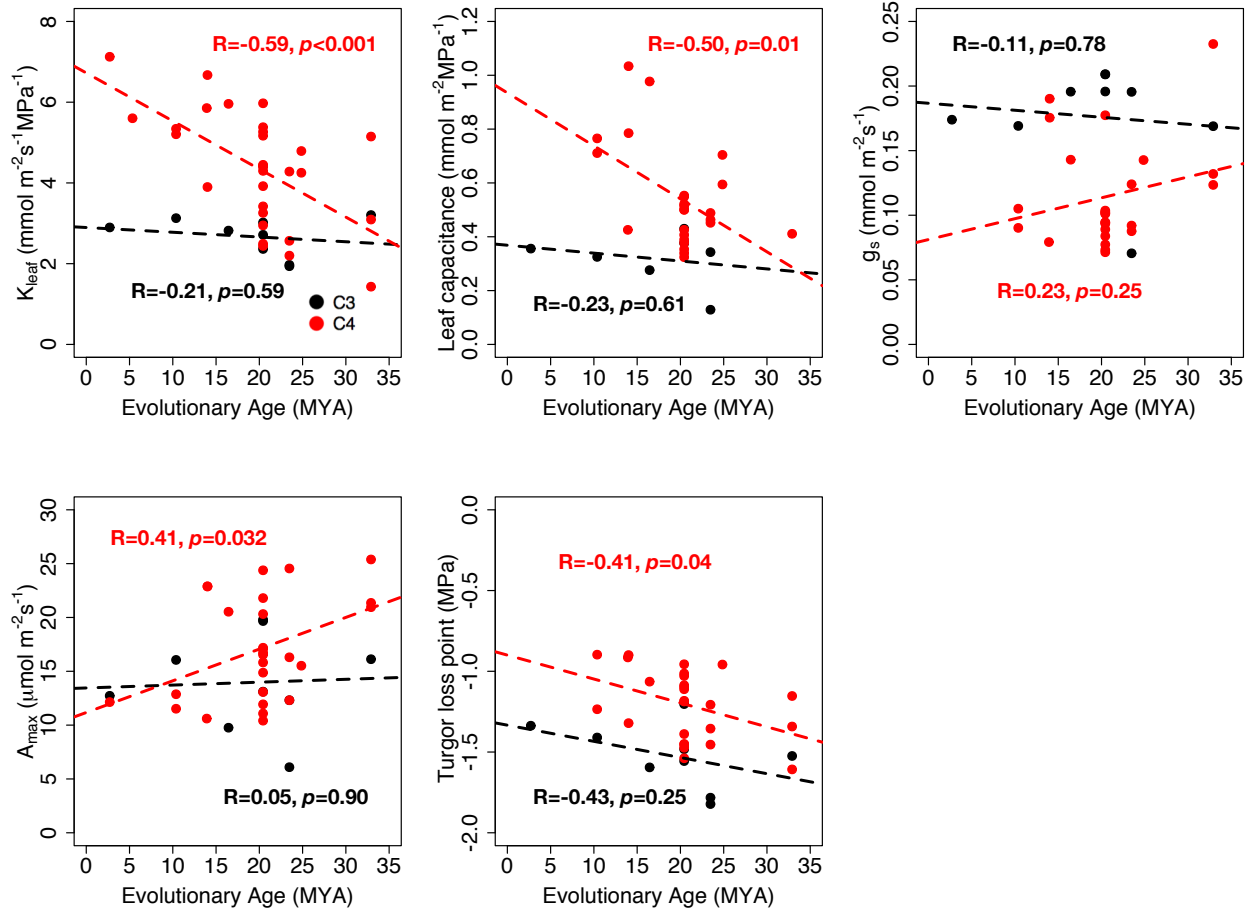 R=-0.59, p<0.001
R=-0.21, p=0.59
C3
C4
Kleaf (mmol m-2s-1MPa-1)
0 2 4 6 8
0 5 10 15 20 25 30 35
Evolutionary Age (MYA)
R=-0.50, p=0.01
R=-0.23, p=0.61
Leaf capacitance (mmol m-2MPa-1)
0.0 0.2 0.4 0.6 0.8 1.0 1.2
0 5 10 15 20 25 30 35
Evolutionary Age (MYA)
R=-0.11, p=0.78
R=0.23, p=0.25
gs (mmol m-2s-1)
0.00 0.05 0.10 0.15 0.20 0.25
0 5 10 15 20 25 30 35
Evolutionary Age (MYA)
R=0.41, p=0.032
R=0.05, p=0.90
Amax (μmol m-2s-1)
0 5 10 15 20 25 30
0 5 10 15 20 25 30 35
Evolutionary Age (MYA)
R=-0.41, p=0.04
R=-0.43, p=0.25
Turgor loss point (MPa)
-2.0 -1.5 -1.0 -0.5 0.0
0 5 10 15 20 25 30 35
Evolutionary Age (MYA)